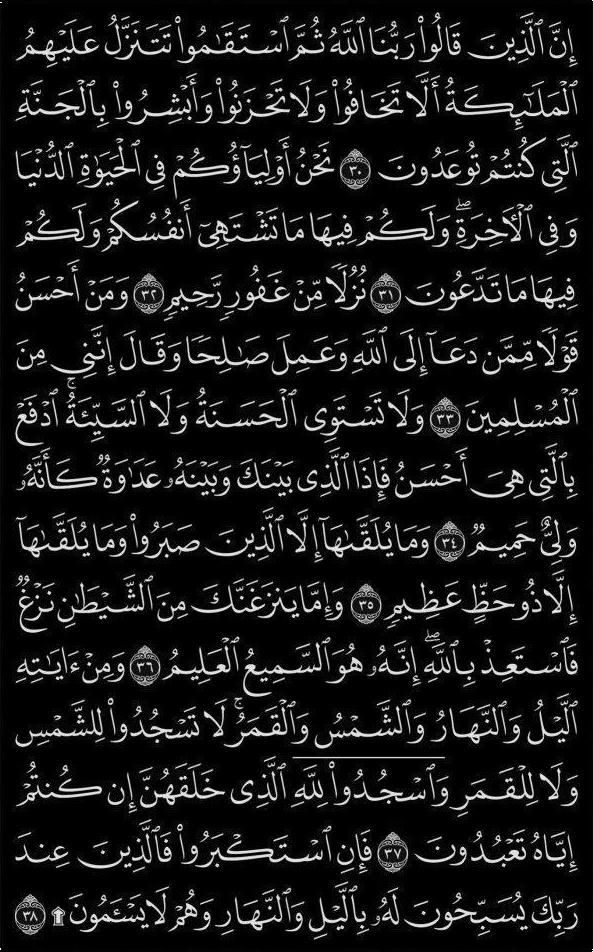 إِنَّ ٱلَّذِينَ قَالُوا۟ رَبُّنَا ٱللَّهُ ثُمَّ ٱسْتَقَٰمُوا۟ تَتَنَزَّلُ عَلَيْهِمُ
ٱلْمَلَٰٓئِكَةُ أَلَّا تَخَافُوا۟ وَلَا تَحْزَنُوا۟ وَأَبْشِرُوا۟ بِٱلْجَنَّةِ
ٱلَّتِى كُنتُمْ تُوعَدُونَ ٣٠ نَحْنُ أَوْلِيَآؤُكُمْ فِى ٱلْحَيَوٰةِ ٱلدُّنْيَا
وَفِى ٱلْءَاخِرَةِ ۖ وَلَكُمْ فِيهَا مَا تَشْتَهِىٓ أَنفُسُكُمْ وَلَكُمْ
فِيهَا مَا تَدَّعُونَ ٣١ نُزُلًا مِّنْ غَفُورٍ رَّحِيمٍ ٣٢ وَمَنْ أَحْسَنُ
قَوْلًا مِّمَّن دَعَآ إِلَى ٱللَّهِ وَعَمِلَ صَٰلِحًا وَقَالَ إِنَّنِى مِنَ
ٱلْمُسْلِمِينَ ٣٣ وَلَا تَسْتَوِى ٱلْحَسَنَةُ وَلَا ٱلسَّيِّئَةُ ۚ ٱدْفَعْ
بِٱلَّتِى هِىَ أَحْسَنُ فَإِذَا ٱلَّذِى بَيْنَكَ وَبَيْنَهُۥ عَدَٰوَةٌ كَأَنَّهُۥ
وَلِىٌّ حَمِيمٌ ٣٤ وَمَا يُلَقَّىٰهَآ إِلَّا ٱلَّذِينَ صَبَرُوا۟ وَمَا يُلَقَّىٰهَآ
إِلَّا ذُو حَظٍّ عَظِيمٍ ٣٥ وَإِمَّا يَنزَغَنَّكَ مِنَ ٱلشَّيْطَٰنِ نَزْغٌ
فَٱسْتَعِذْ بِٱللَّهِ ۖ إِنَّهُۥ هُوَ ٱلسَّمِيعُ ٱلْعَلِيمُ ٣٦ وَمِنْ ءَايَٰتِهِ
ٱلَّيْلُ وَٱلنَّهَارُ وَٱلشَّمْسُ وَٱلْقَمَرُ ۚ لَا تَسْجُدُوا۟ لِلشَّمْسِ
وَلَا لِلْقَمَرِ وَٱسْجُدُوا۟ لِلَّهِ ٱلَّذِى خَلَقَهُنَّ إِن كُنتُمْ
إِيَّاهُ تَعْبُدُونَ ٣٧ فَإِنِ ٱسْتَكْبَرُوا۟ فَٱلَّذِينَ عِندَ
رَبِّكَ يُسَبِّحُونَ لَهُۥ بِٱلَّيْلِ وَٱلنَّهَارِ وَهُمْ لَا يَسْـَٔمُونَ ۩ ٣٨